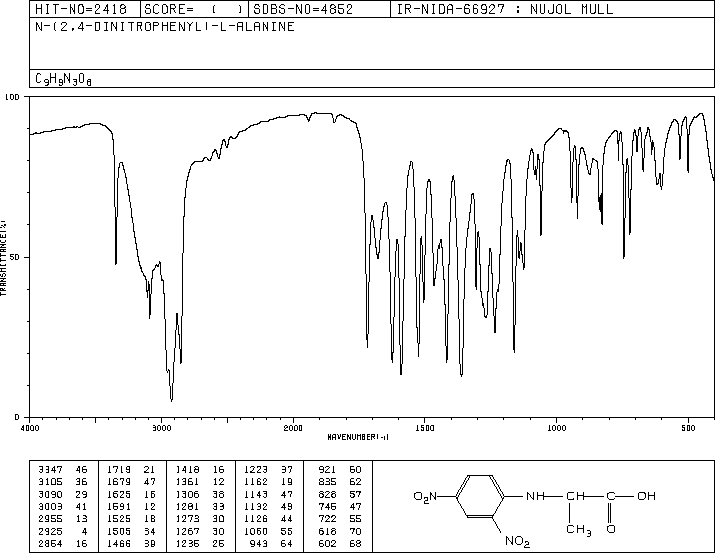 HIT-NO=2418 SCORE= ( ) SDBS-NO=4852 IR-NIDA-66927 : NUJOL MULL
N-(2,4-DINITROPHENYL)-L-ALANINE
C9H9N3O6
100
50
0
TRANSMITTANCE(%)
4000 3000 2000 1500 1000 500
WAVENUMBER(-1)
3347 46 1719 21 1418 16 1223 37 921 60
3105 36 1679 47 1361 12 1162 19 835 62
3090 29 1625 16 1306 38 1143 47 828 57
3003 41 1591 12 1281 33 1132 49 745 47
2955 13 1525 18 1273 30 1126 44 722 55
2925 4 1505 34 1267 30 1060 55 618 70
2854 16 1466 39 1235 25 943 64 602 68
O2N
NO2
NH
CH
CH3
C
O
OH